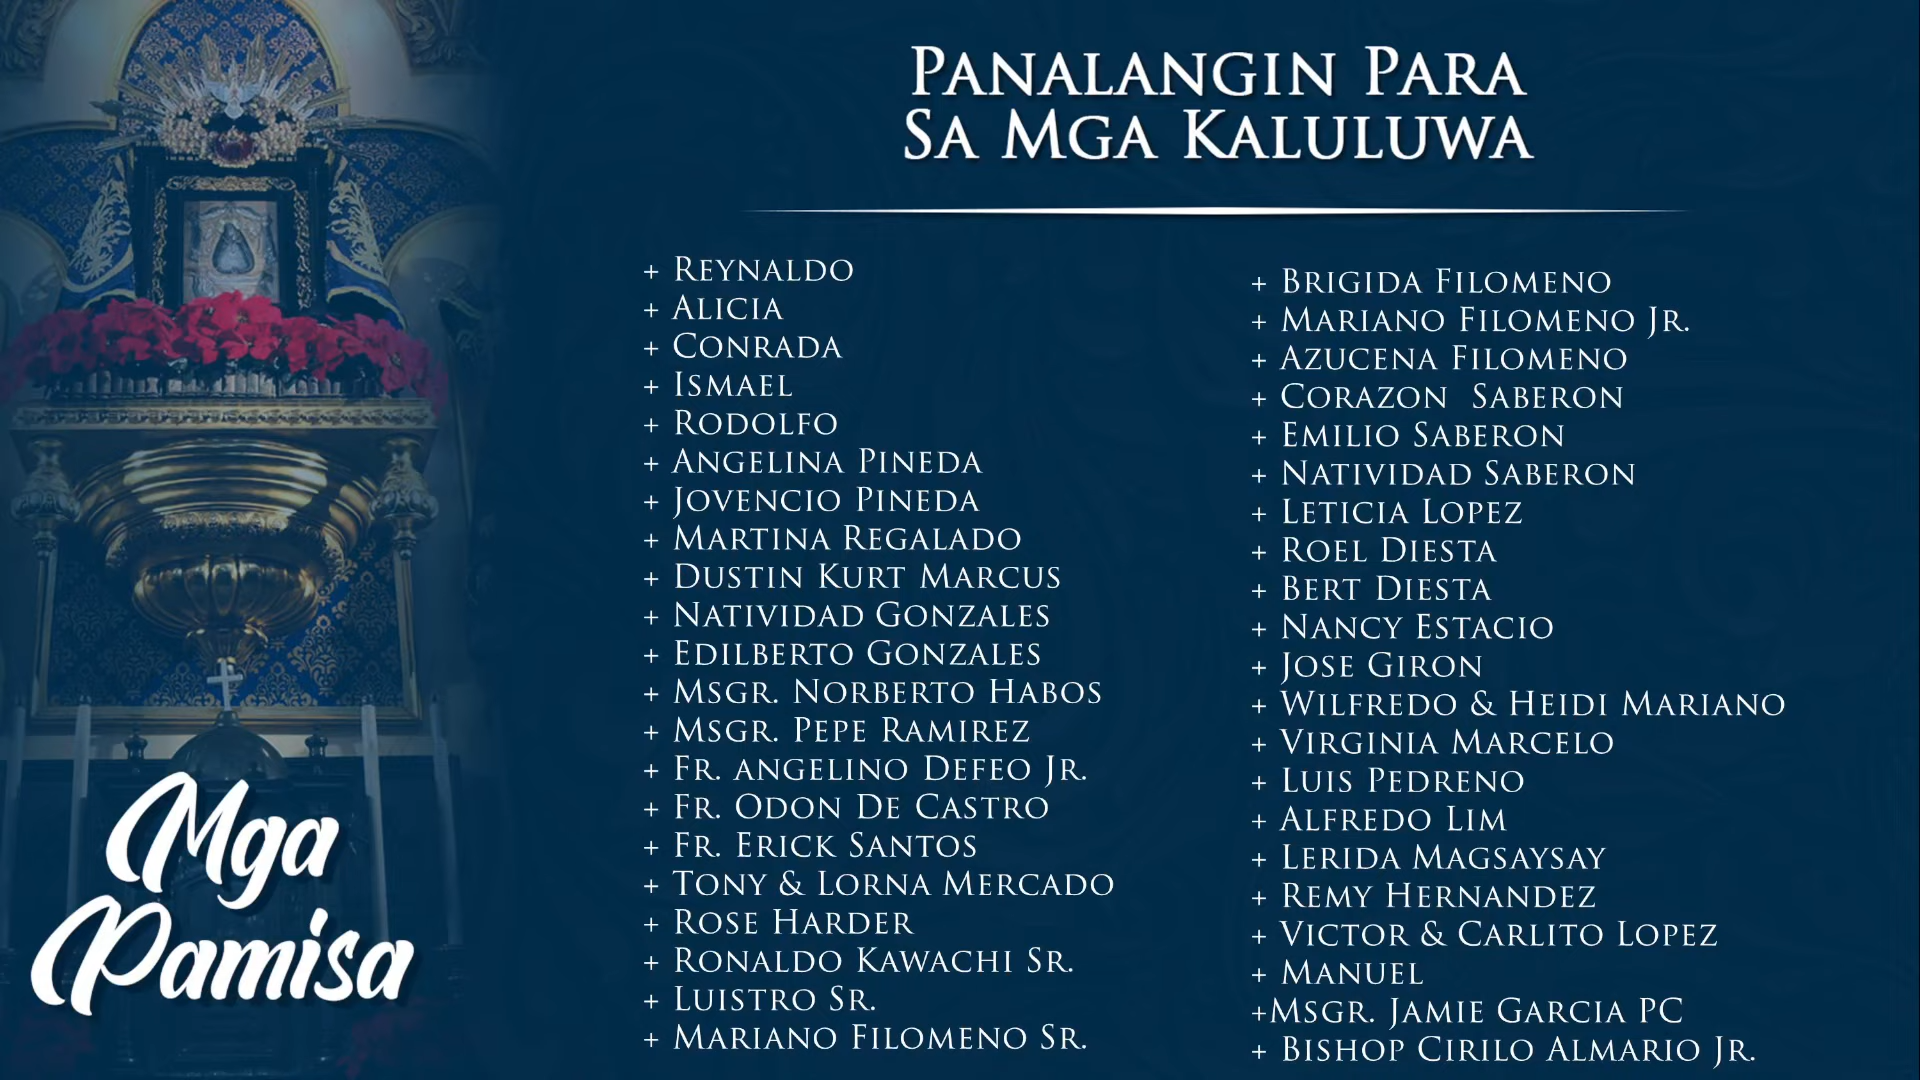 PANALANGIN PARA
SA MGA KALULUWA
+ REYNALDO
+ ALICIA
+ CONRADA
+ ISMAEL
+ RODOLFO
+ ANGELINA PINEDA
+ JOVENCIO PINEDA
+ MARTINA REGALADO
+ DUSTIN KURT MARCUS
+ NATIVIDAD GONZALES
+ EDILBERTO GONZALES
+ MSGR. NORBERTO HABOS
+ MSGR. PEPE RAMIREZ
+ FR. ANGELINO DEFEO JR.
+ FR. ODON DE CASTRO
+ FR. ERICK SANTOS
+ TONY & LORNA MERCADO
+ ROSE HARDER
+ RONALDO KAWACHI SR.
+ LUISTRO SR.
+ MARIANO FILOMENO SR.
+ BRIGIDA FILOMENO
+ MARIANO FILOMENO JR.
+ AZUCENA FILOMENO
+ CORAZON SABERON
+ EMILIO SABERON
+ NATIVIDAD SABERON
+ LETICIA LOPEZ
+ ROEL DIESTA
+ BERT DIESTA
+ NANCY ESTACIO
+ JOSE GIRON
+ WILFREDO & HEIDI MARIANO
+ VIRGINIA MARCELO
+ LUIS PEDRENO
+ ALFREDO LIM
+ LERIDA MAGSAYSAY
+ REMY HERNANDEZ
+ VICTOR & CARLITO LOPEZ
+ MANUEL
+MSGR. JAMIE GARCIA PC
+ BISHOP CIRILO ALMARIO JR.
Mga
Pamisa